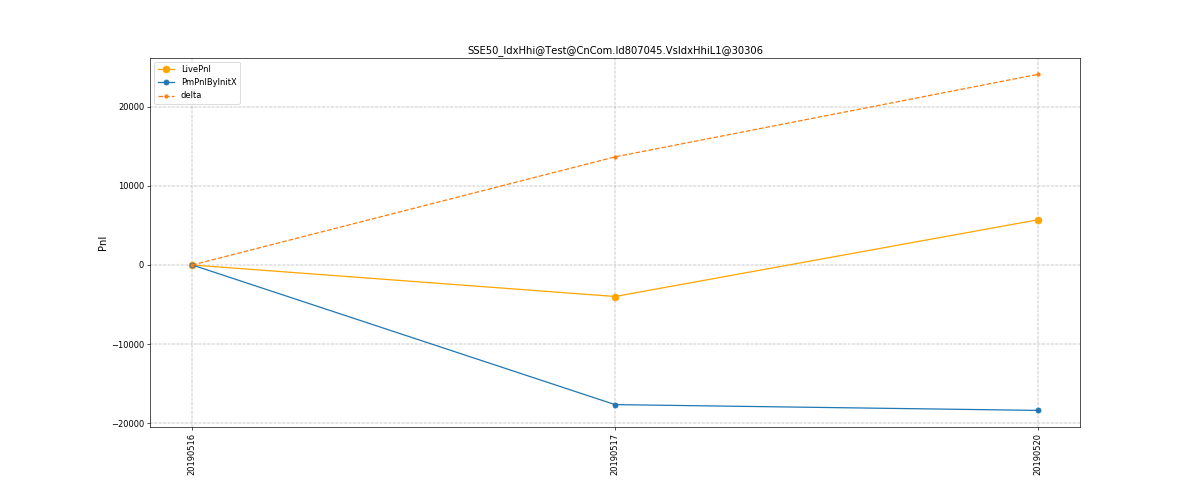 SSE50_IdxHhi@Test@CnCom.Id807045.VsIdxHhiL1@30306
LivePnl
PmPnlByInitX
delta
20000
10000
0
−10000
−20000
Pnl
20190516
20190517
20190520